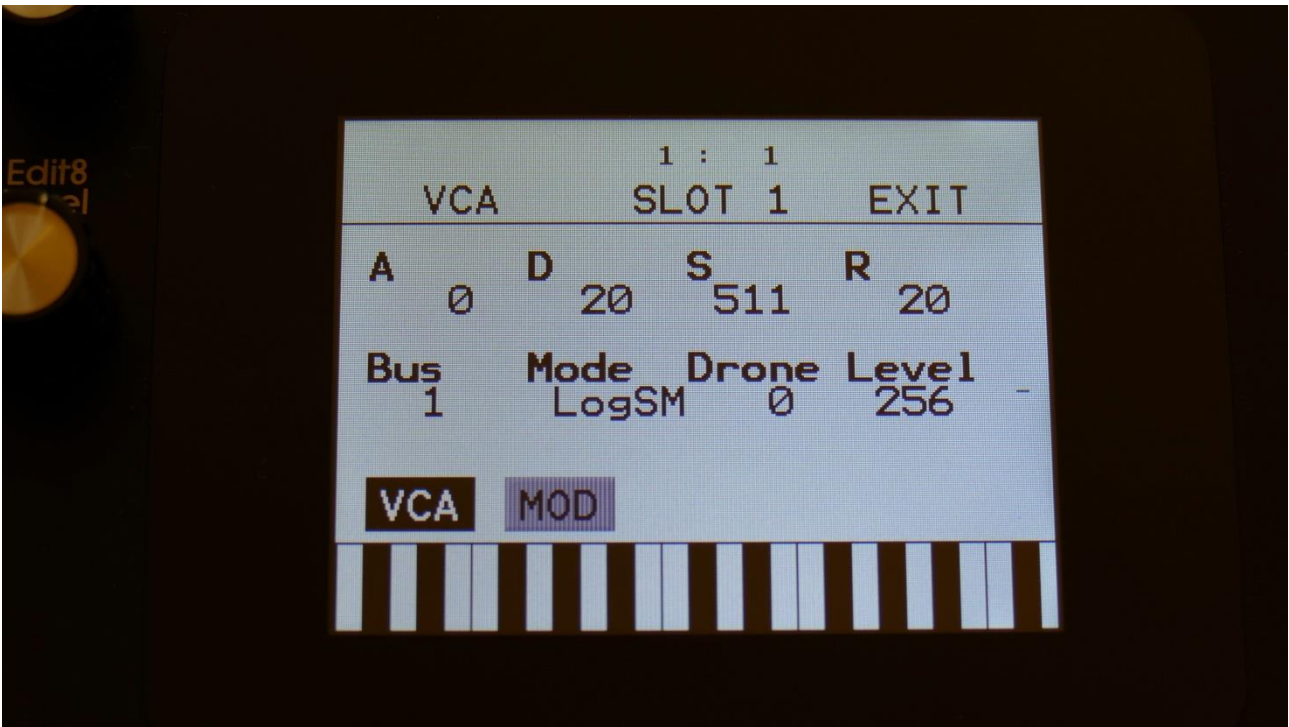 Edit8
el
1 : 1
VCA SLOT 1 EXIT
A D S R
0 20 511 20
Bus Mode Drone Level
1 LogSM 0 256
VCA MOD